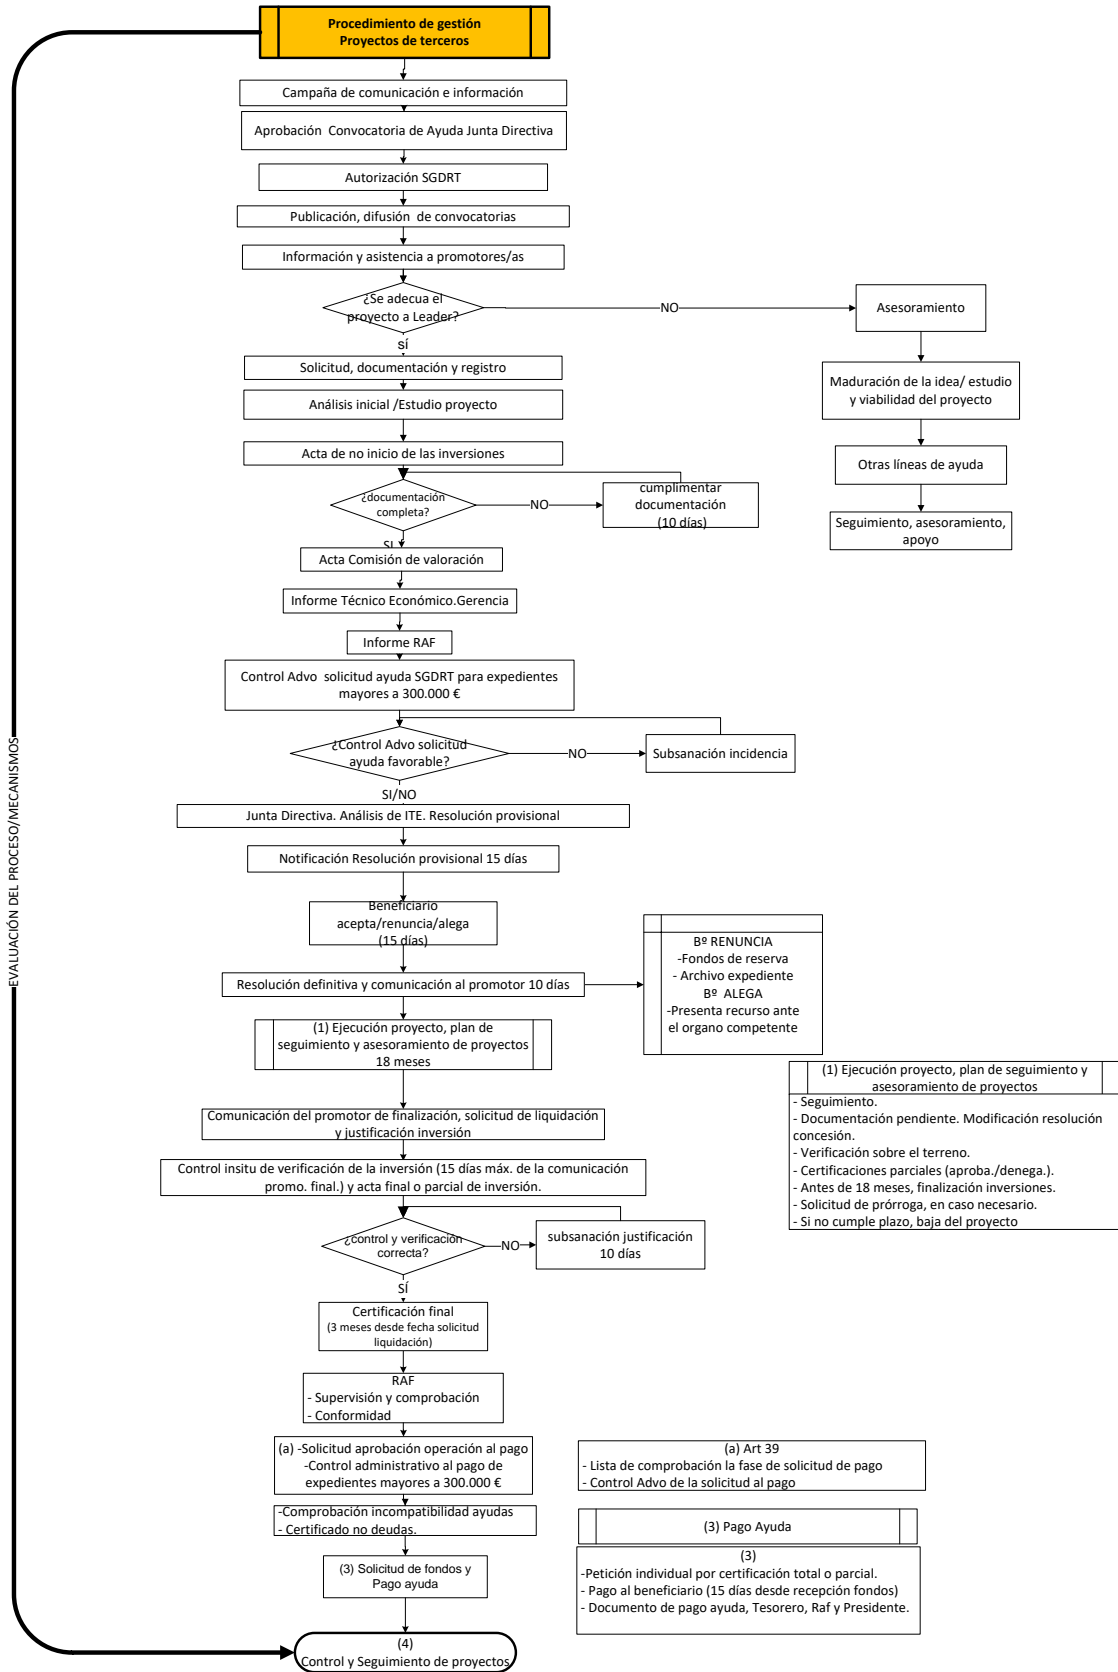 Procedimiento de gestión
Proyectos de terceros
Campaña de comunicación e información
Aprobación Convocatoria de Ayuda Junta Directiva
Autorización SGDRT
Publicación, difusión de convocatorias
Información y asistencia a promotores/as
¿Se adecua el
proyecto a Leader?
NO
Asesoramiento
sí
Solicitud, documentación y registro
Maduración de la idea/ estudio
y viabilidad del proyecto
Análisis inicial /Estudio proyecto
Acta de no inicio de las inversiones
Otras líneas de ayuda
¿documentación
completa?
NO
cumplimentar
documentación
(10 días)
Seguimiento, asesoramiento,
apoyo
SI
Acta Comisión de valoración
Informe Técnico Económico.Gerencia
Informe RAF
Control Advo solicitud ayuda SGDRT para expedientes
mayores a 300.000 €
¿Control Advo solicitud
ayuda favorable?
NO
Subsanación incidencia
SI/NO
Junta Directiva. Análisis de ITE. Resolución provisional
Notificación Resolución provisional 15 días
Beneficiario
acepta/renuncia/alega
(15 días)
Resolución definitiva y comunicación al promotor 10 días
Bº RENUNCIA
-Fondos de reserva
- Archivo expediente
Bº ALEGA
-Presenta recurso ante
el organo competente
(1) Ejecución proyecto, plan de
seguimiento y asesoramiento de proyectos
18 meses
(1) Ejecución proyecto, plan de seguimiento y
asesoramiento de proyectos
- Seguimiento.
- Documentación pendiente. Modificación resolución
concesión.
- Verificación sobre el terreno.
- Certificaciones parciales (aproba./denega.).
- Antes de 18 meses, finalización inversiones.
- Solicitud de prórroga, en caso necesario.
- Si no cumple plazo, baja del proyecto
Comunicación del promotor de finalización, solicitud de liquidación
y justificación inversión
Control insitu de verificación de la inversión (15 días máx. de la comunicación
promo. final.) y acta final o parcial de inversión.
¿control y verificación
correcta?
NO
subsanación justificación
10 días
SÍ
Certificación final
(3 meses desde fecha solicitud
liquidación)
RAF
- Supervisión y comprobación
- Conformidad
(a) -Solicitud aprobación operación al pago
-Control administrativo al pago de
expedientes mayores a 300.000 €
(a) Art 39
- Lista de comprobación la fase de solicitud de pago
- Control Advo de la solicitud al pago
-Comprobación incompatibilidad ayudas
- Certificado no deudas.
(3) Pago Ayuda
(3) Solicitud de fondos y
Pago ayuda
(3)
-Petición individual por certificación total o parcial.
- Pago al beneficiario (15 días desde recepción fondos)
- Documento de pago ayuda, Tesorero, Raf y Presidente.
(4)
Control y Seguimiento de proyectos
EVALUACIÓN DEL PROCESO/MECANISMOS